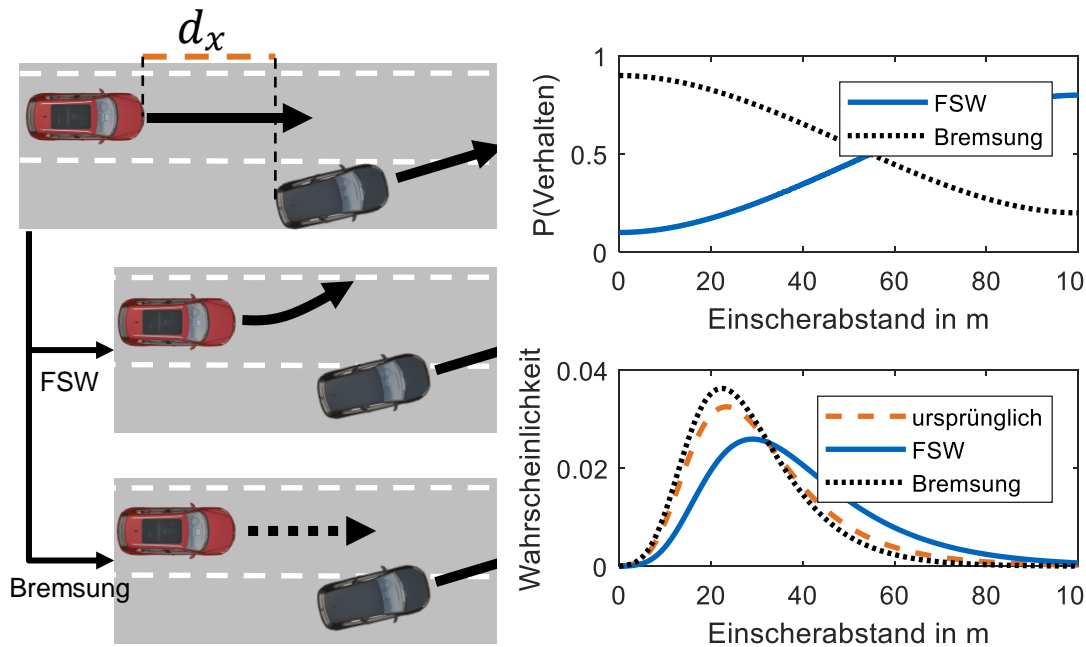 dₓ
FSW
Bremsung
P(Verhalten)
1
0.5
0
FSW
Bremsung
0 20 40 60 80 10
Einscherabstand in m
Wahrscheinlichkeit
0.04
0.02
0
ursprünglich
FSW
Bremsung
0 20 40 60 80 10
Einscherabstand in m